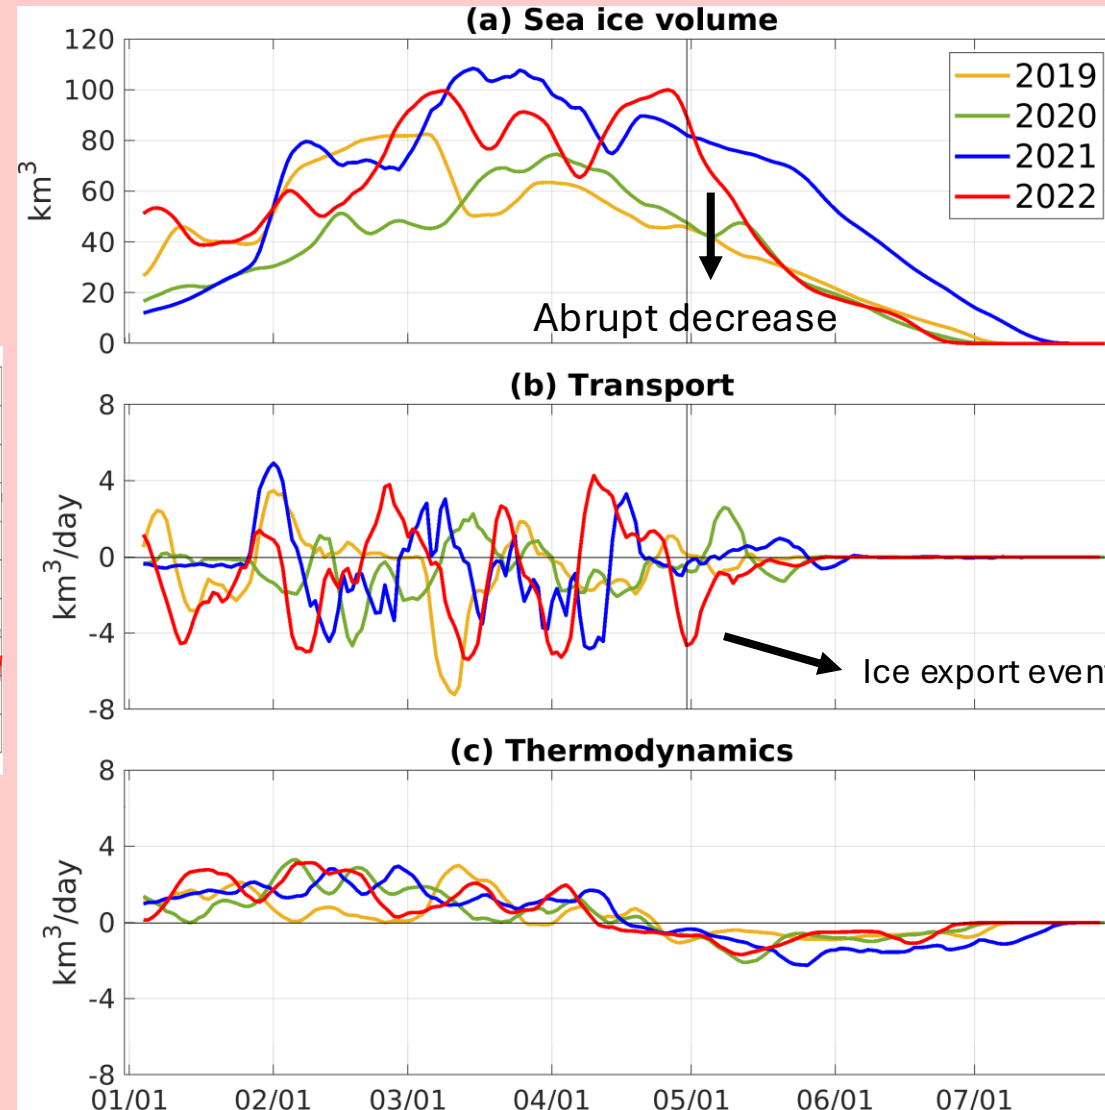 (a) Sea ice volume
120
100
80
60
40
20
0
km³
2019
2020
2021
2022
Abrupt decrease
(b) Transport
8
4
0
-4
-8
km³/day
Ice export even
(c) Thermodynamics
8
4
0
-4
-8
km³/day
01/01 02/01 03/01 04/01 05/01 06/01 07/01